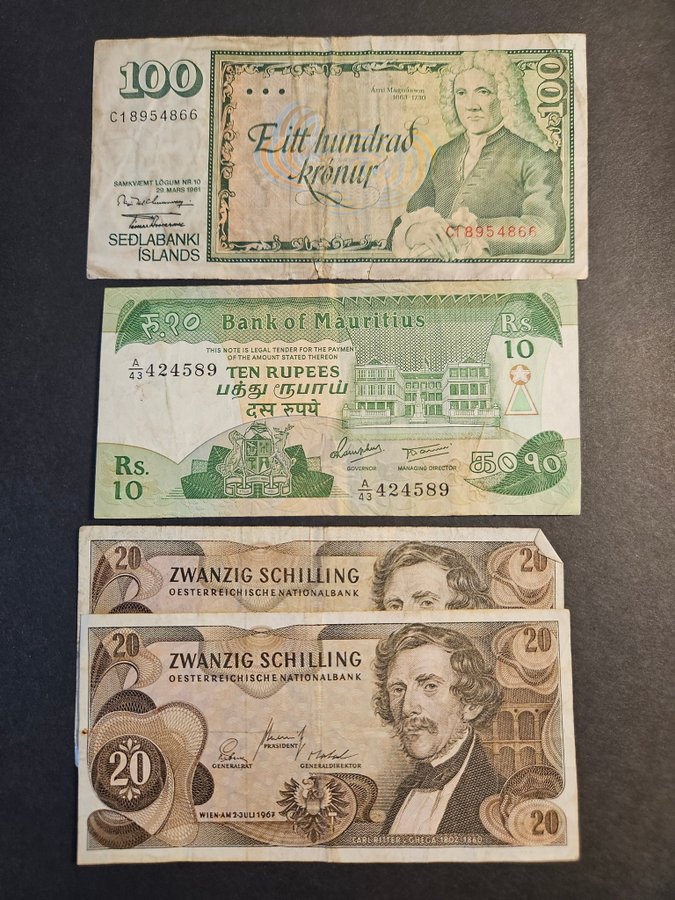 100
C18954866
Árni Magnússon
1663-1730
100
Eitt hundrað
krónur
SAMKVÆMT LÖGUM NR. 10
29. MARS 1961
C18954866
SEÐLABANKI
ÍSLANDS
रु.१० Bank of Mauritius Rs.
10
THIS NOTE IS LEGAL TENDER FOR THE PAYMEN
OF THE AMOUNT STATED THEREON
A/43 424589
TEN RUPEES
பத்து ரூபாய்
दस रुपये
Rs.
10
GOVERNOR MANAGING DIRECTOR
A/43 424589
20 20
ZWANZIG SCHILLING
OESTERREICHISCHE NATIONALBANK
20 20
ZWANZIG SCHILLING
OESTERREICHISCHE NATIONALBANK
PRÄSIDENT
GENERALRAT GENERALDIREKTOR
20
WIEN·AM 2·JULI 1967
20
CARL RITTER v. GHEGA·1802-1860